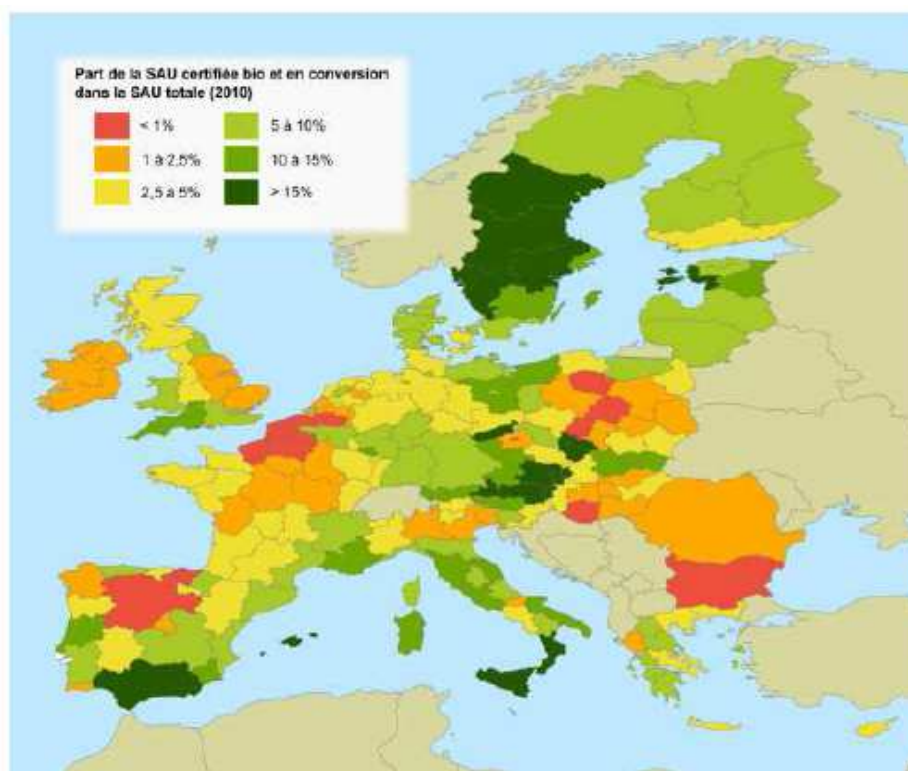 Part de la SAU certifiée bio et en conversion
dans la SAU totale (2010)
< 1%
5 à 10%
1 à 2,5%
10 à 15%
2,5 à 5%
> 15%